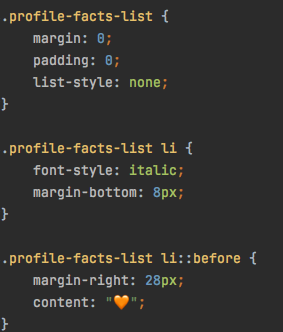 .profile-facts-list {
    margin: 0;
    padding: 0;
    list-style: none;
}

.profile-facts-list li {
    font-style: italic;
    margin-bottom: 8px;
}

.profile-facts-list li::before {
    margin-right: 28px;
    content: "🧡";
}